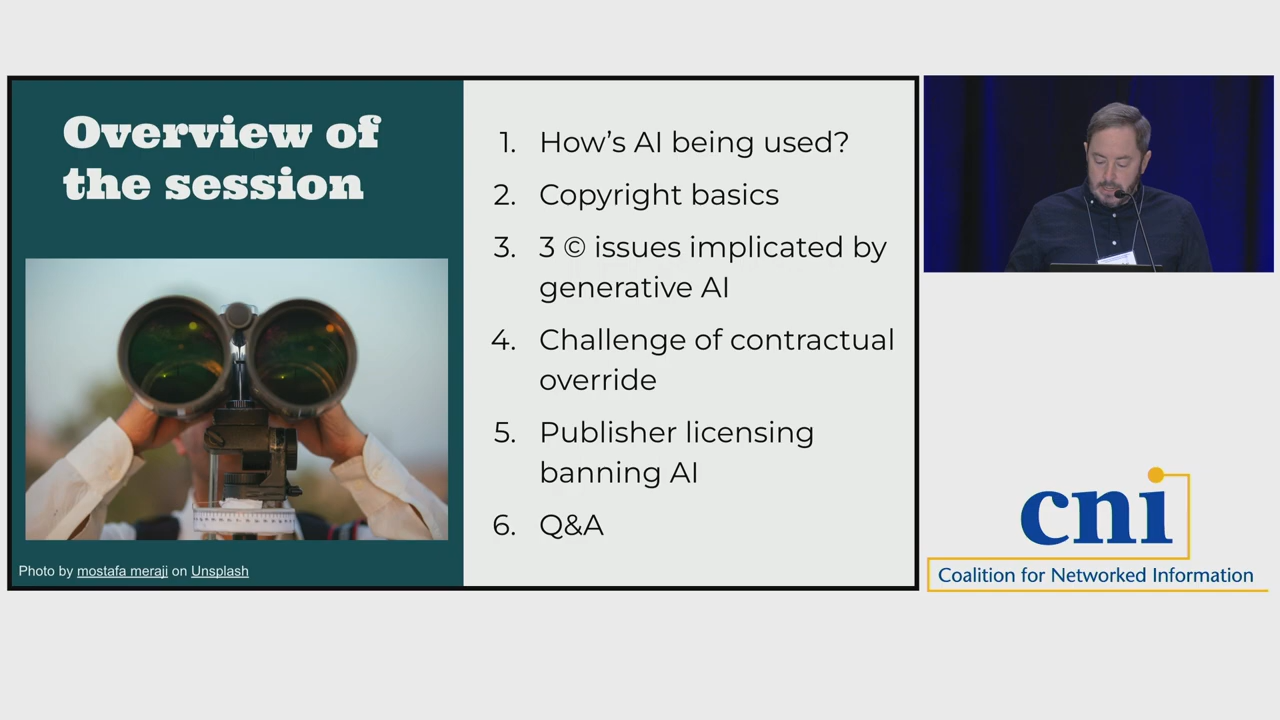 Overview of
the session
Photo by mostafa meraji on Unsplash
1. How's AI being used?
2. Copyright basics
3. 3 © issues implicated by
generative AI
4. Challenge of contractual
override
5. Publisher licensing
banning AI
6. Q&A
cni
Coalition for Networked Information